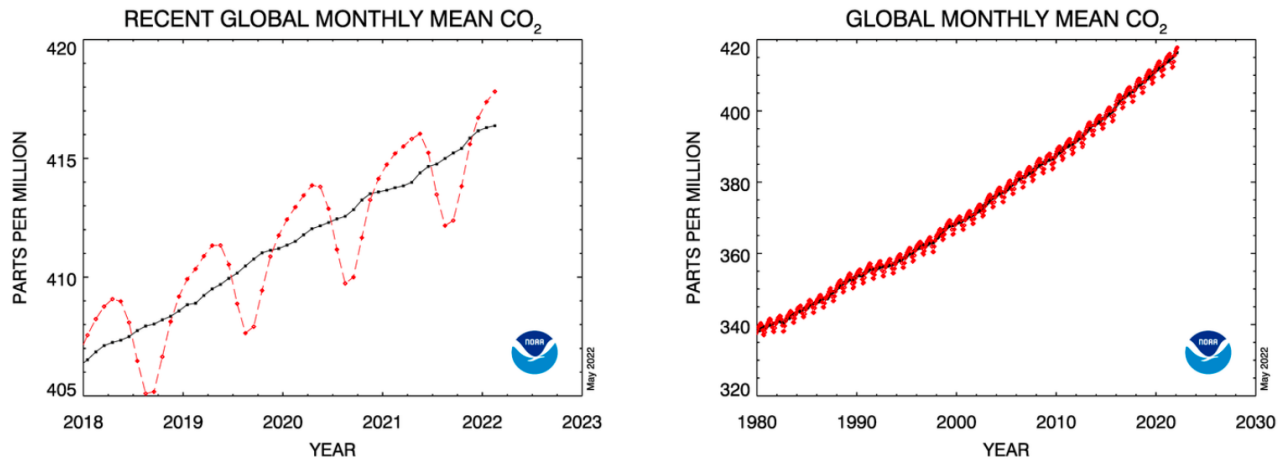 RECENT GLOBAL MONTHLY MEAN CO₂
420
415
410
405
PARTS PER MILLION
2018 2019 2020 2021 2022 2023
YEAR
NOAA
May 2022
GLOBAL MONTHLY MEAN CO₂
420
400
380
360
340
320
PARTS PER MILLION
1980 1990 2000 2010 2020 2030
YEAR
NOAA
May 2022